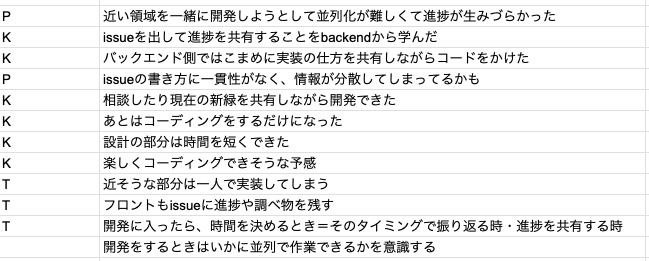 P 近い領域を一緒に開発しようとして並列化が難しくて進捗が生みづらかった
K issueを出して進捗を共有することをbackendから学んだ
K バックエンド側ではこまめに実装の仕方を共有しながらコードをかけた
P issueの書き方に一貫性がなく、情報が分散してしまってるかも
K 相談したり現在の新緑を共有しながら開発できた
K あとはコーディングをするだけになった
K 設計の部分は時間を短くできた
K 楽しくコーディングできそうな予感
T 近そうな部分は一人で実装してしまう
T フロントもissueに進捗や調べ物を残す
T 開発に入ったら、時間を決めるとき＝そのタイミングで振り返る時・進捗を共有する時
開発をするときはいかに並列で作業できるかを意識する